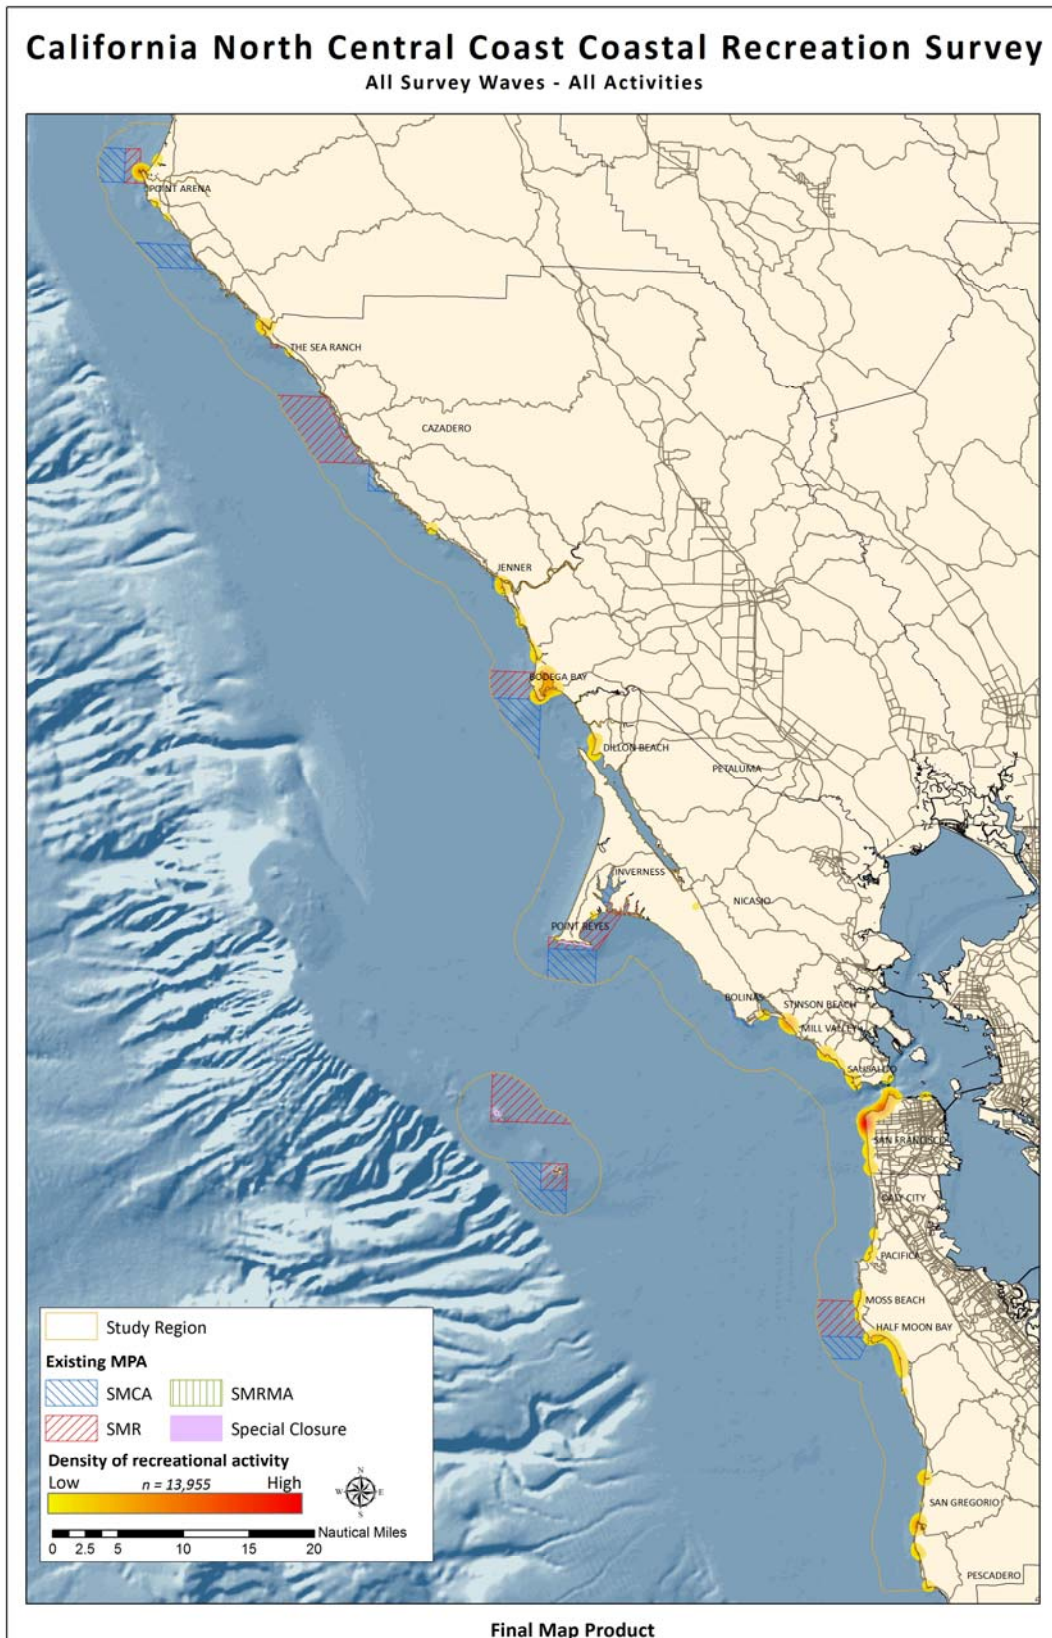 California North Central Coast Coastal Recreation Survey
All Survey Waves - All Activities
POINT ARENA
THE SEA RANCH
CAZADERO
JENNER
BODEGA BAY
DILLON BEACH
PETALUMA
INVERNESS
NICASIO
POINT REYES
BOLINAS
STINSON BEACH
MILL VALLEY
SAUSALITO
SAN FRANCISCO
DALY CITY
PACIFICA
MOSS BEACH
HALF MOON BAY
SAN GREGORIO
PESCADERO
Study Region
Existing MPA
SMCA SMRMA
SMR Special Closure
Density of recreational activity
Low n = 13,955 High
N
W E
S
Nautical Miles
0 2.5 5 10 15 20
Final Map Product